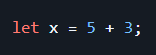 let x = 5 + 3;